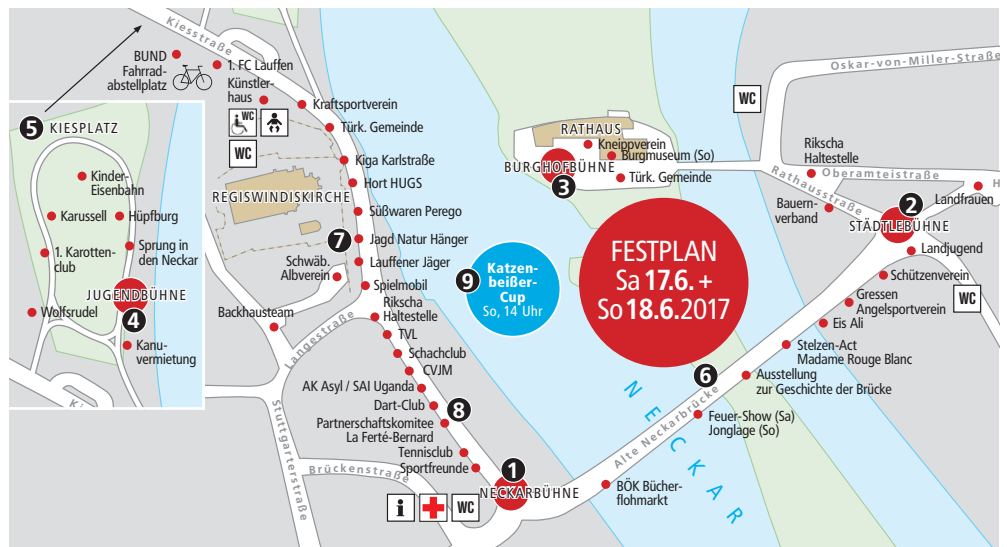 Kiesstraße
BUND
Fahrrad-
abstellplatz
1. FC Lauffen
Künstler-
haus
WC
WC
Kraftsportverein
Türk. Gemeinde
Kiga Karlstraße
Hort HUGS
REGISWINDISKIRCHE
Süßwaren Perego
7
Jagd Natur Hänger
Lauffener Jäger
Schwäb.
Albverein
Spielmobil
Backhausteam
Langestraße
Rikscha
Haltestelle
TVL
Schachclub
CVJM
AK Asyl / SAI Uganda
Dart-Club
8
Partnerschaftskomitee
La Ferté-Bernard
Tennisclub
Sportfreunde
Stuttgarterstraße
Brückenstraße
1
NECKARBÜHNE
i
WC
5 KIESPLATZ
Kinder-
Eisenbahn
Karussell
Hüpfburg
1. Karotten-
club
Sprung in
den Neckar
JUGENDBÜHNE
4
Wolfsrudel
Kanu-
vermietung
Ki
RATHAUS
Kneippverein
Burgmuseum (So)
BURGHOFBÜHNE
3
Türk. Gemeinde
WC
Oskar-von-Miller-Straße
Rikscha
Haltestelle
Oberamteistraße
H
Rathausstraße
Landfrauen
Bauern-
verband
2
STÄDTLEBÜHNE
Landjugend
Schützenverein
WC
Gressen
Angelsportverein
Eis Ali
Stelzen-Act
Madame Rouge Blanc
6
Ausstellung
zur Geschichte der Brücke
Alte Neckarbrücke
Feuer-Show (Sa)
Jonglage (So)
BÖK Bücher-
flohmarkt
NECKAR
9
Katzen-
beißer-
Cup
So, 14 Uhr
FESTPLAN
Sa 17.6. +
So 18.6.2017